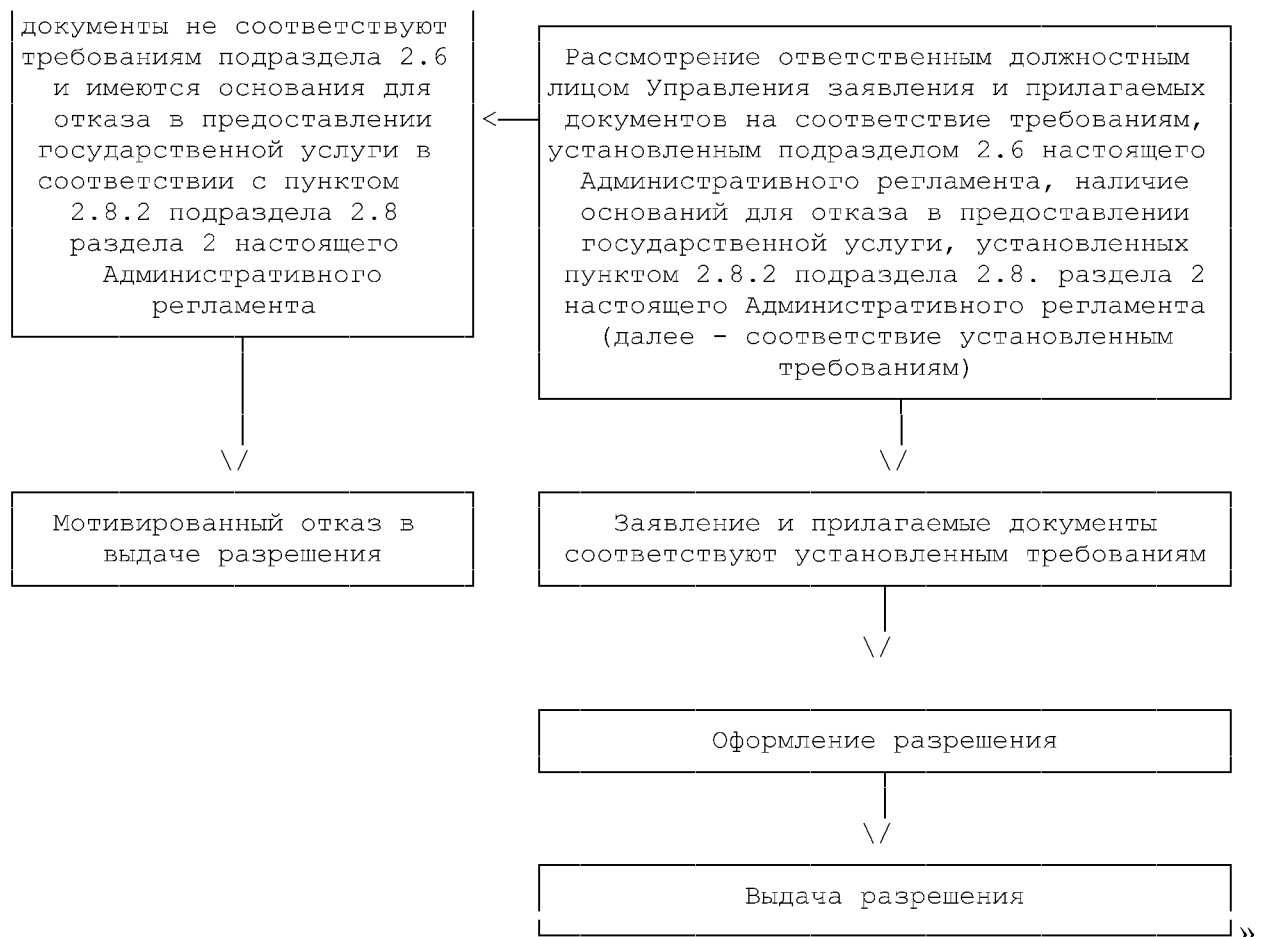 документы не соответствуют
требованиям подраздела 2.6
и имеются основания для
отказа в предоставлении
государственной услуги в
соответствии с пунктом
2.8.2 подраздела 2.8
раздела 2 настоящего
Административного
регламента
<
Рассмотрение ответственным должностным
лицом Управления заявления и прилагаемых
документов на соответствие требованиям,
установленным подразделом 2.6 настоящего
Административного регламента, наличие
оснований для отказа в предоставлении
государственной услуги, установленных
пунктом 2.8.2 подраздела 2.8. раздела 2
настоящего Административного регламента
(далее - соответствие установленным
требованиям)
\/
\/
Мотивированный отказ в
выдаче разрешения
Заявление и прилагаемые документы
соответствуют установленным требованиям
\/
Оформление разрешения
\/
Выдача разрешения
»